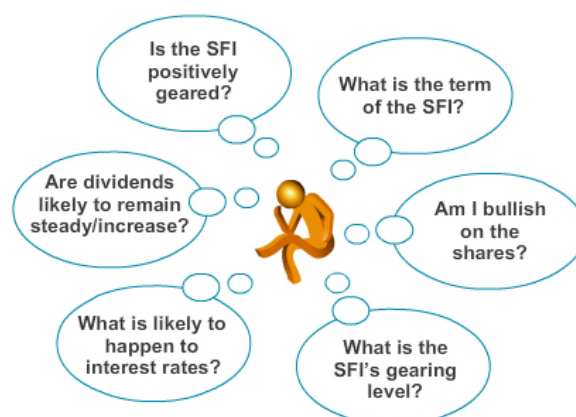 Is the SFI
positively
geared?
What is the term
of the SFI?
Are dividends
likely to remain
steady/increase?
Am I bullish
on the
shares?
What is likely to
happen to
interest rates?
What is the
SFI's gearing
level?